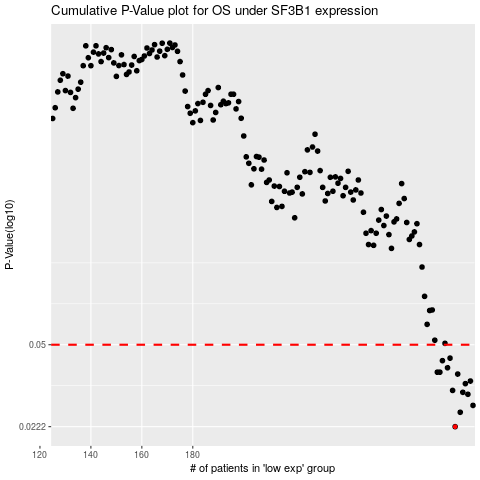 Cumulative P-Value plot for OS under SF3B1 expression
P-Value(log10)
0.05
0.0222
120 140 160 180
# of patients in 'low exp' group